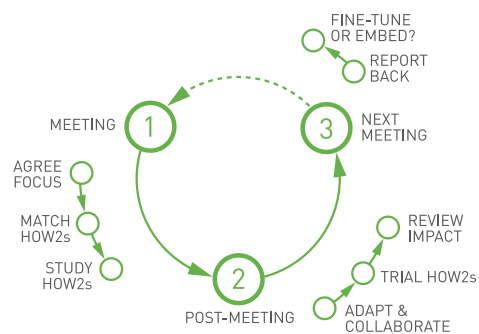 FINE-TUNE
OR EMBED?
REPORT
BACK
MEETING
1
3
NEXT
MEETING
AGREE
FOCUS
MATCH
HOW2s
STUDY
HOW2s
2
POST-MEETING
REVIEW
IMPACT
TRIAL HOW2s
ADAPT &
COLLABORATE